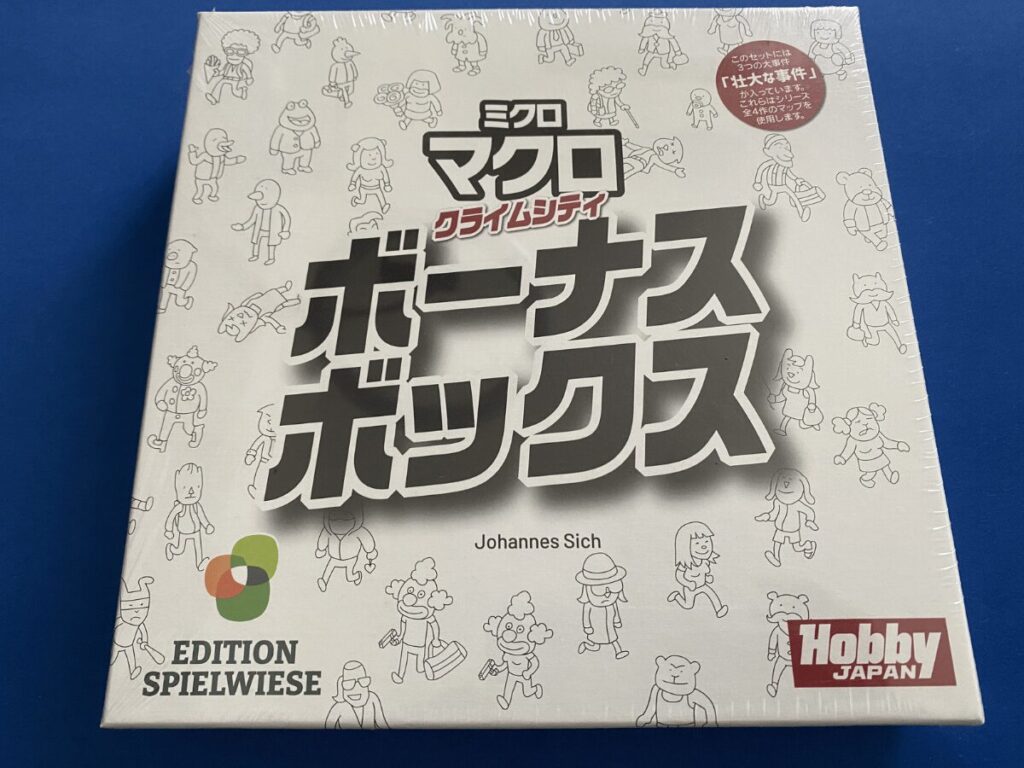 このセットには
3つの大事件
「壮大な事件」
が入っています。
これらはシリーズ
全4作のマップを
使用します。
ミクロ
マクロ
クライムシティ
ボーナス
ボックス
Johannes Sich
EDITION
SPIELWIESE
Hobby
JAPAN